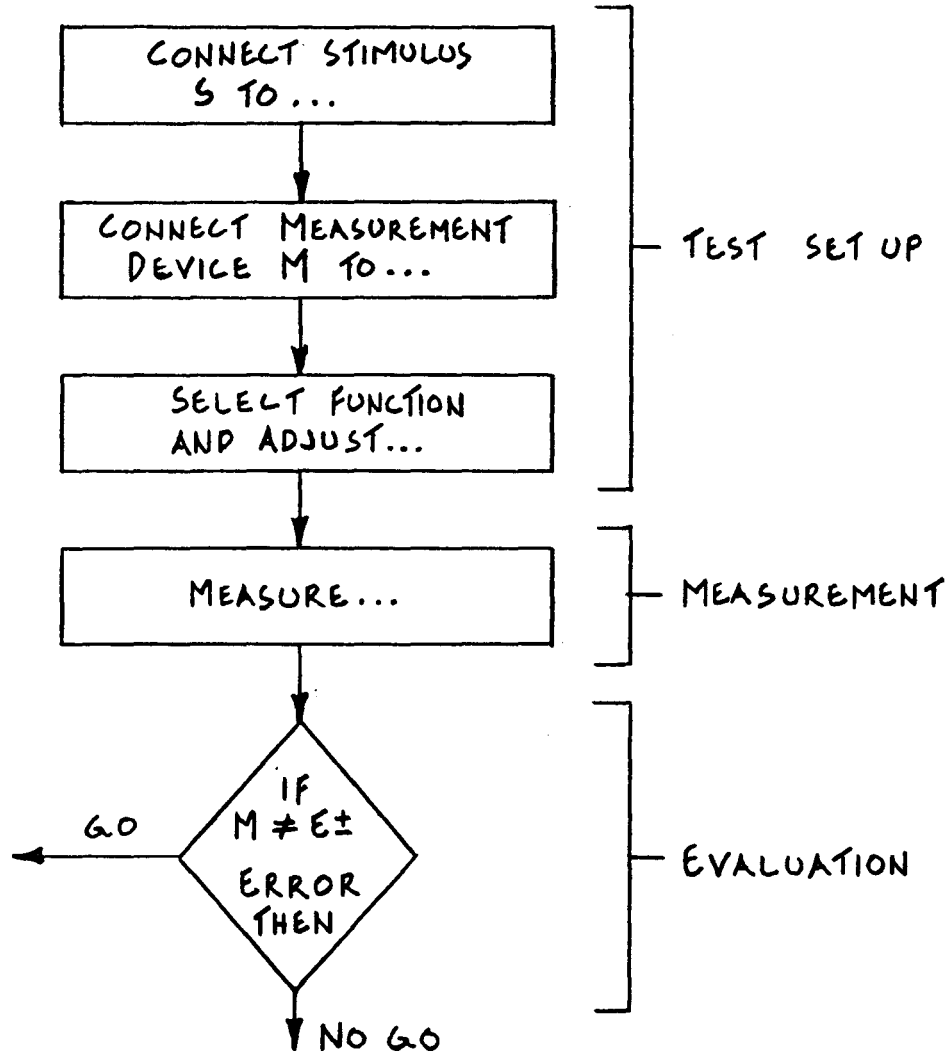 CONNECT STIMULUS
S TO...
CONNECT MEASUREMENT
DEVICE M TO...
TEST SET UP
SELECT FUNCTION
AND ADJUST...
MEASURE...
MEASUREMENT
IF
M ≠ E±
ERROR
THEN
GO
EVALUATION
NO GO